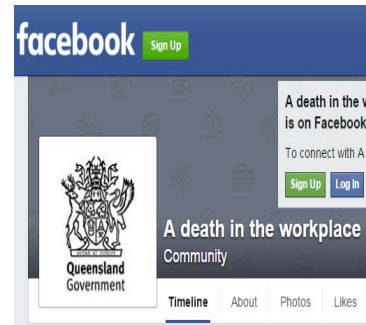 facebook Sign Up
A death in the w
is on Facebook
To connect with A
Sign Up Log In
Queensland
Government
A death in the workplace
Community
Timeline About Photos Likes